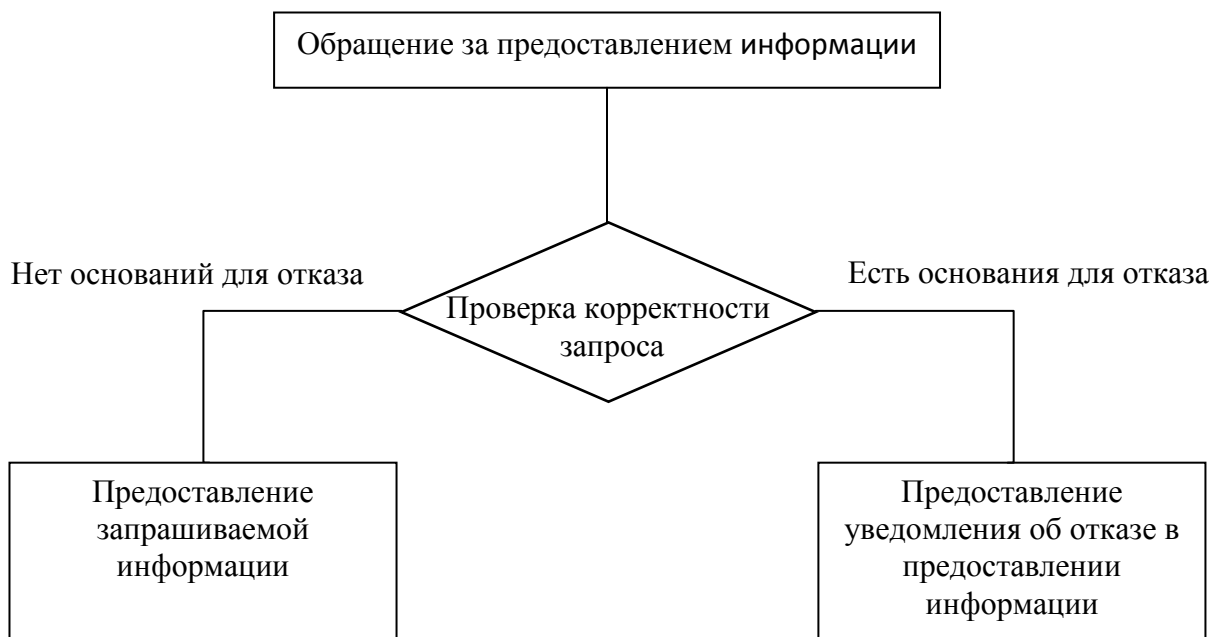 Обращение за предоставлением информации
Нет оснований для отказа
Есть основания для отказа
Проверка корректности
запроса
Предоставление
запрашиваемой
информации
Предоставление
уведомления об отказе в
предоставлении
информации